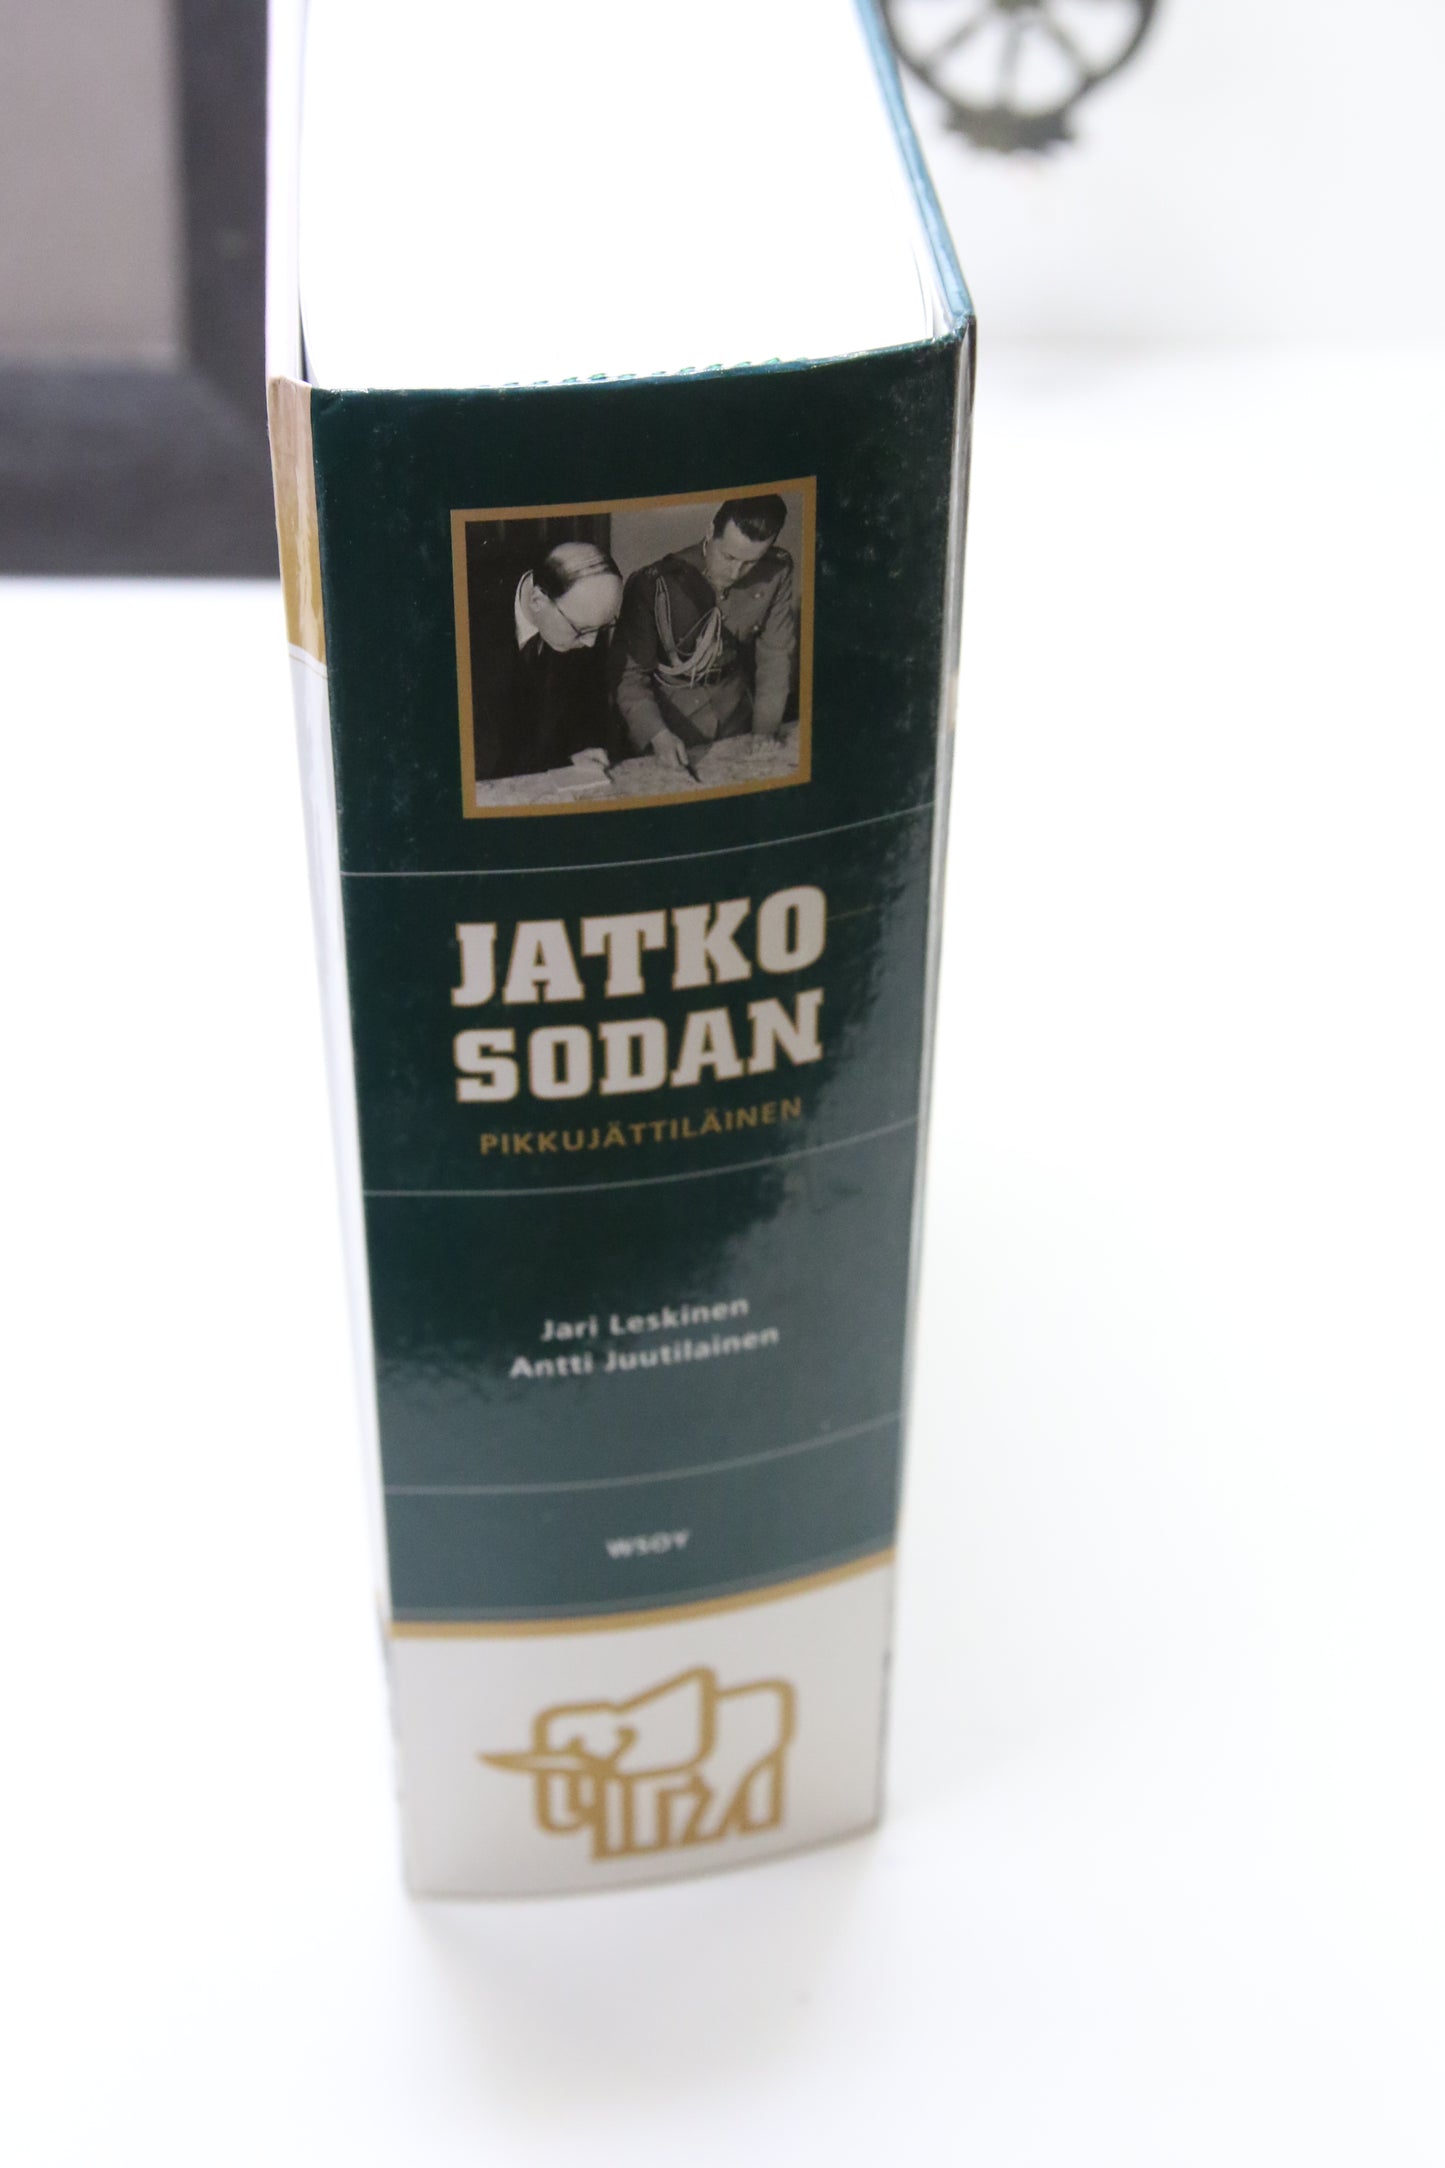 JATKO
SODAN
PIKKUJÄTTILÄINEN
Jari Leskinen
Antti Juutilainen
WSOY